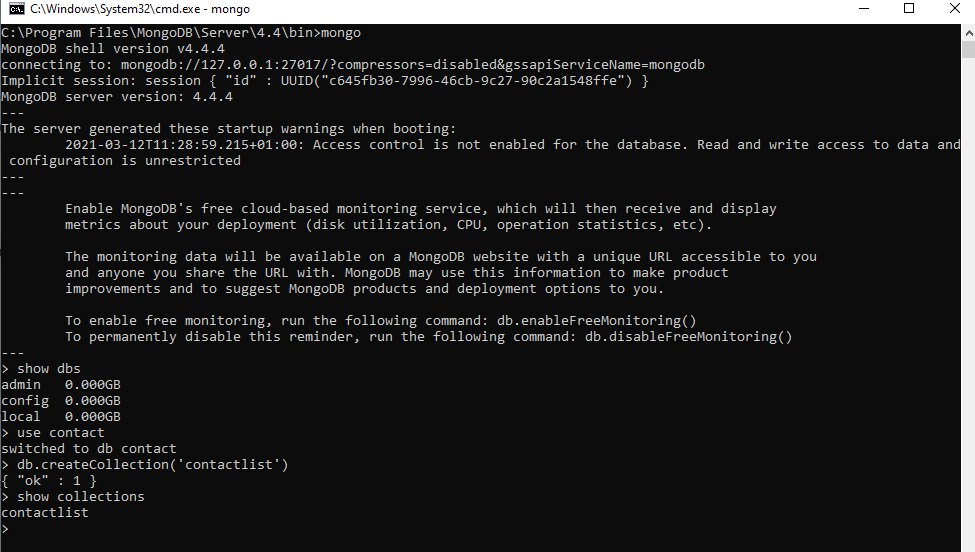 C:\Windows\System32\cmd.exe - mongo
C:\Program Files\MongoDB\Server\4.4\bin>mongo
MongoDB shell version v4.4.4
connecting to: mongodb://127.0.0.1:27017/?compressors=disabled&gssapiServiceName=mongodb
Implicit session: session { "id" : UUID("c645fb30-7996-46cb-9c27-90c2a1548ffe") }
MongoDB server version: 4.4.4
---
The server generated these startup warnings when booting:
        2021-03-12T11:28:59.215+01:00: Access control is not enabled for the database. Read and write access to data and
 configuration is unrestricted
---
---
        Enable MongoDB's free cloud-based monitoring service, which will then receive and display
        metrics about your deployment (disk utilization, CPU, operation statistics, etc).

        The monitoring data will be available on a MongoDB website with a unique URL accessible to you
        and anyone you share the URL with. MongoDB may use this information to make product
        improvements and to suggest MongoDB products and deployment options to you.

        To enable free monitoring, run the following command: db.enableFreeMonitoring()
        To permanently disable this reminder, run the following command: db.disableFreeMonitoring()
---
> show dbs
admin   0.000GB
config  0.000GB
local   0.000GB
> use contact
switched to db contact
> db.createCollection('contactlist')
{ "ok" : 1 }
> show collections
contactlist
>